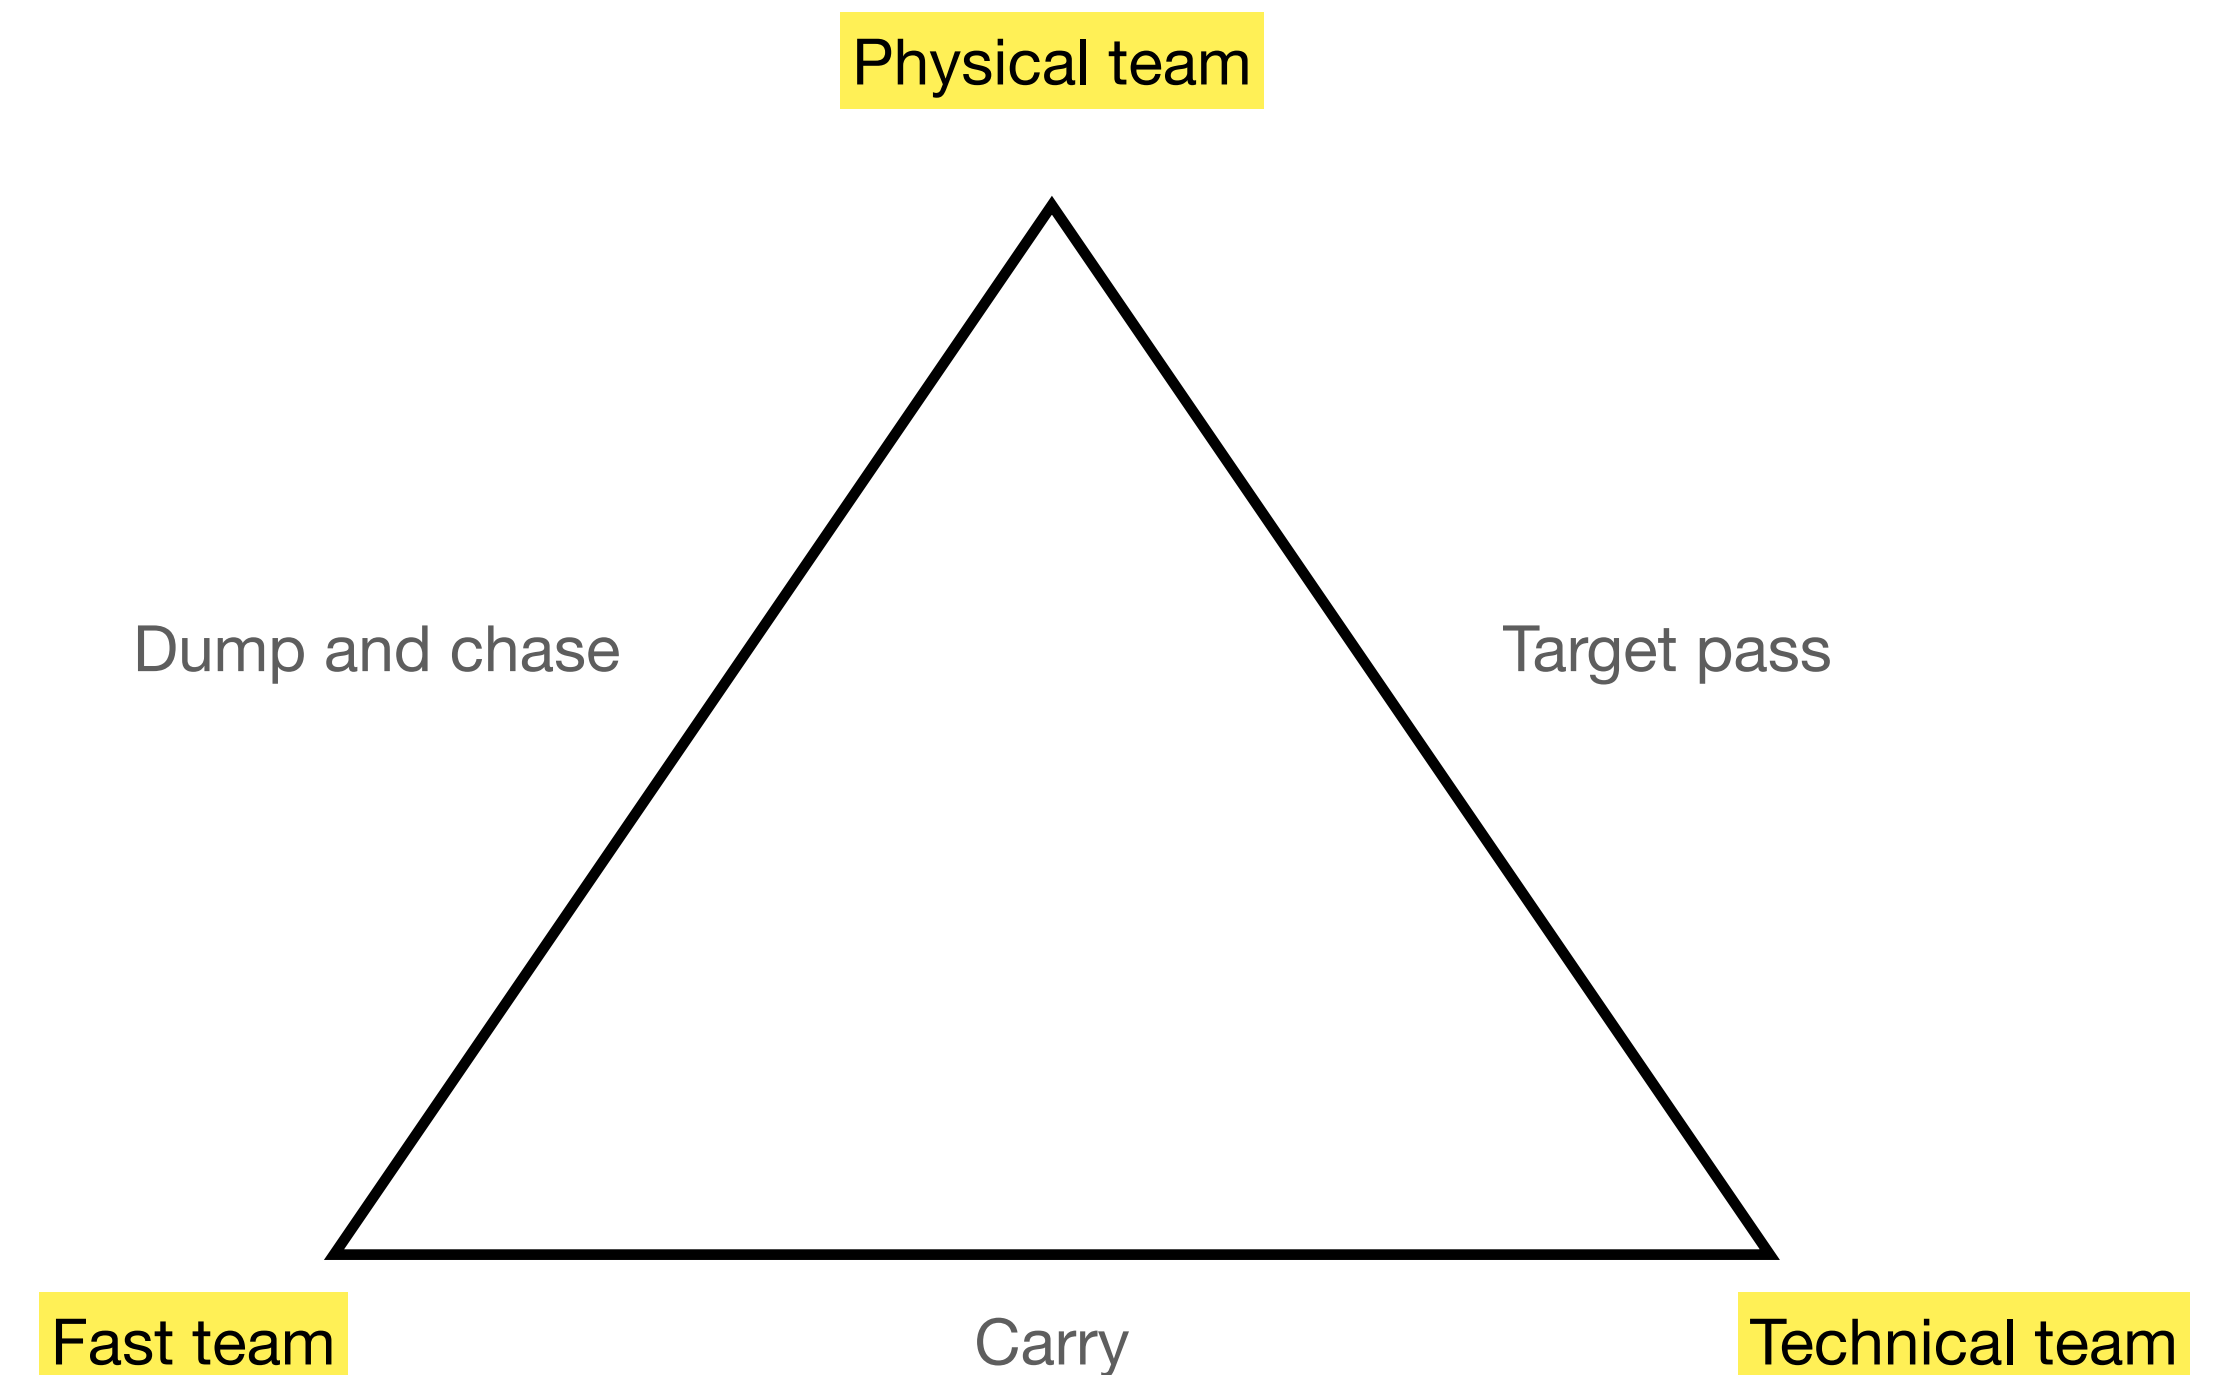 Physical team
Dump and chase
Target pass
Fast team
Carry
Technical team